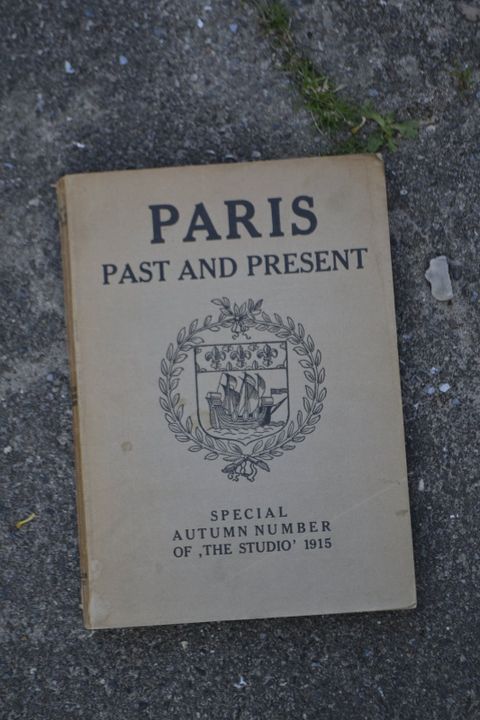 PARIS
PAST AND PRESENT
SPECIAL
AUTUMN NUMBER
OF ,THE STUDIO' 1915